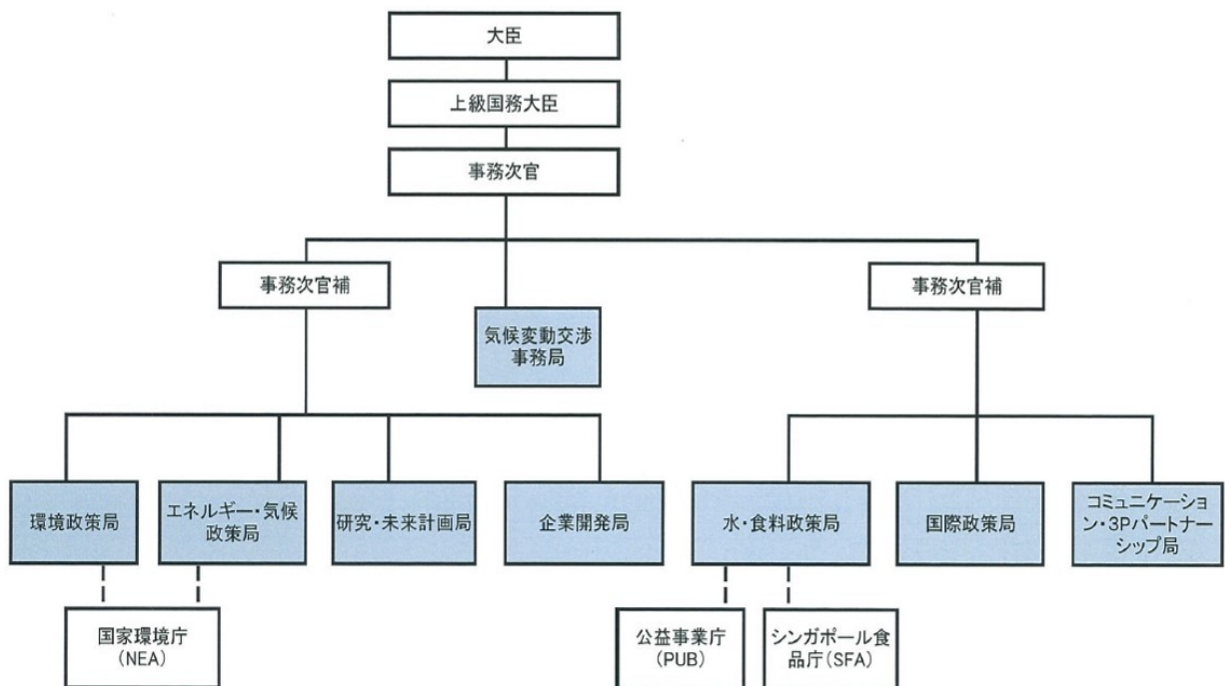 大臣
上級国務大臣
事務次官
事務次官補
事務次官補
気候変動交渉
事務局
環境政策局
エネルギー・気候
政策局
研究・未来計画局
企業開発局
水・食料政策局
国際政策局
コミュニケーショ
ン・3Pパートナー
シップ局
国家環境庁
(NEA)
公益事業庁
(PUB)
シンガポール食
品庁(SFA)